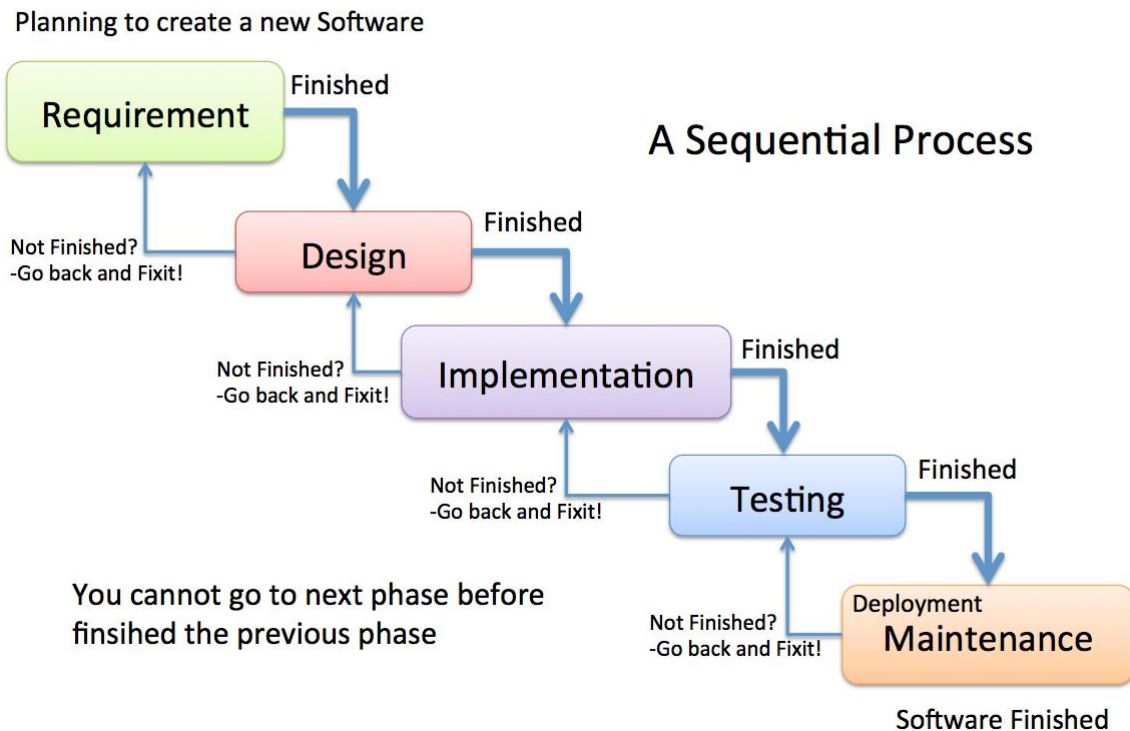 Planning to create a new Software
Finished
Requirement
A Sequential Process
Finished
Not Finished?
-Go back and Fixit!
Design
Finished
Not Finished?
-Go back and Fixit!
Implementation
Finished
Not Finished?
-Go back and Fixit!
Testing
You cannot go to next phase before
finsihed the previous phase
Deployment
Not Finished?
-Go back and Fixit!
Maintenance
Software Finished